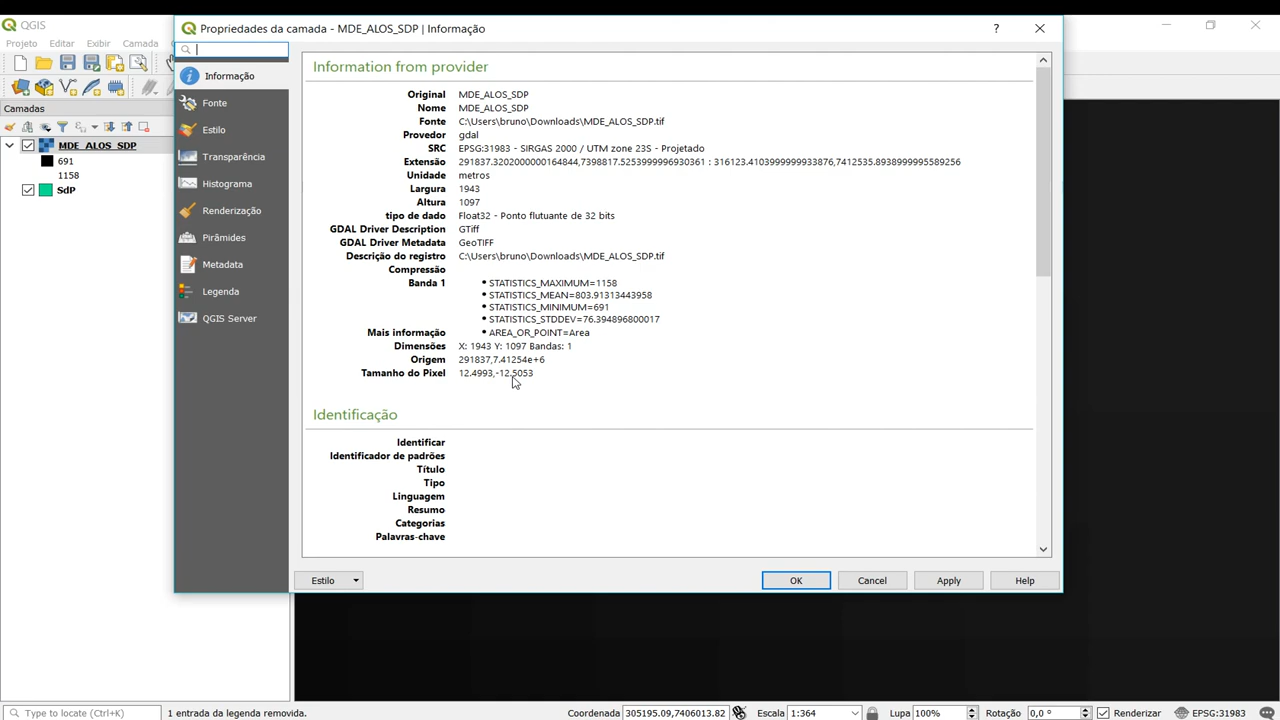 QGIS
Propriedades da camada - MDE_ALOS_SDP | Informação
?
Projeto Editar Exibir Camada
Camadas
MDE_ALOS_SDP
691
1158
SdP
Informação
Fonte
Estilo
Transparência
Histograma
Renderização
Pirâmides
Metadata
Legenda
QGIS Server
Information from provider
Original MDE_ALOS_SDP
Nome MDE_ALOS_SDP
Fonte C:\Users\bruno\Downloads\MDE_ALOS_SDP.tif
Provedor gdal
SRC EPSG:31983 - SIRGAS 2000 / UTM zone 23S - Projetado
Extensão 291837.3202000000164844,7398817.5253999996930361 : 316123.4103999999933876,7412535.8938999995589256
Unidade metros
Largura 1943
Altura 1097
tipo de dado Float32 - Ponto flutuante de 32 bits
GDAL Driver Description GTiff
GDAL Driver Metadata GeoTIFF
Descrição do registro C:\Users\bruno\Downloads\MDE_ALOS_SDP.tif
Compressão
Banda 1 • STATISTICS_MAXIMUM=1158
• STATISTICS_MEAN=803.91313443958
• STATISTICS_MINIMUM=691
• STATISTICS_STDDEV=76.394896800017
Mais informação • AREA_OR_POINT=Area
Dimensões X: 1943 Y: 1097 Bandas: 1
Origem 291837,7.41254e+6
Tamanho do Pixel 12.4993,-12.5053
Identificação
Identificar
Identificador de padrões
Título
Tipo
Linguagem
Resumo
Categorias
Palavras-chave
Estilo OK Cancel Apply Help
Type to locate (Ctrl+K) 1 entrada da legenda removida. Coordenada 305195.09,7406013.82 Escala 1:364 Lupa 100% Rotação 0,0 ° Renderizar EPSG:31983